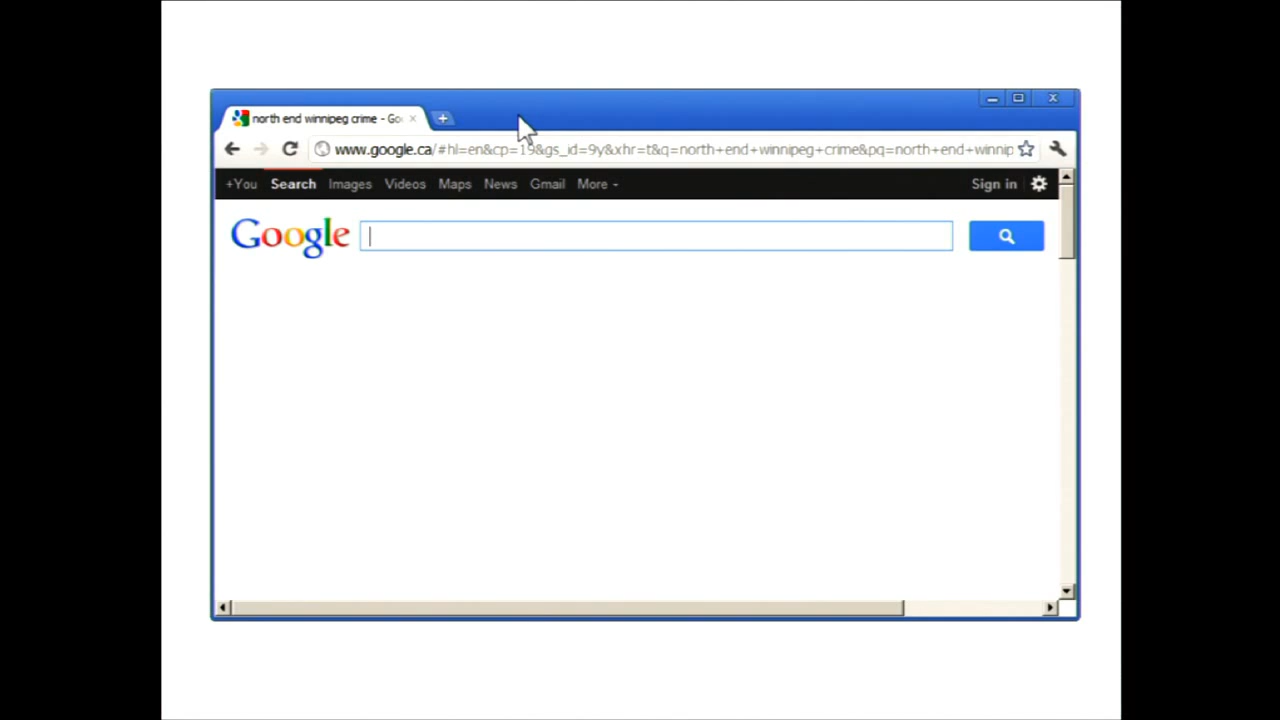 north end winnipeg crime - Goo
www.google.ca/#hl=en&cp=19&gs_id=9y&xhr=t&q=north+end+winnipeg+crime&pq=north+end+winnip
+You Search Images Videos Maps News Gmail More Sign in
Google